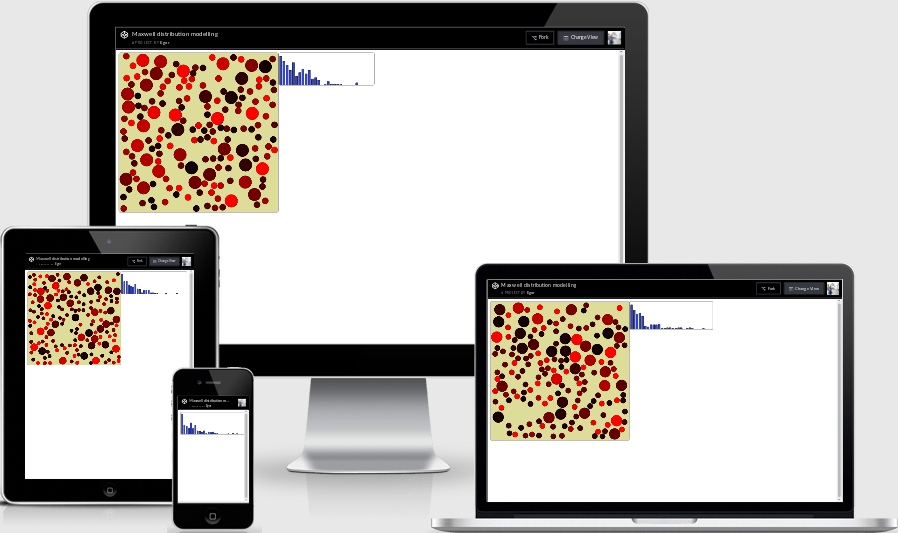 Maxwell distribution modelling
A PROJECT BY Egor
Fork
Change View
Maxwell distribution modelling
Egor
Fork
Change View
Maxwell distribution m...
Egor
Maxwell distribution modelling
A PROJECT BY Egor
Fork
Change View